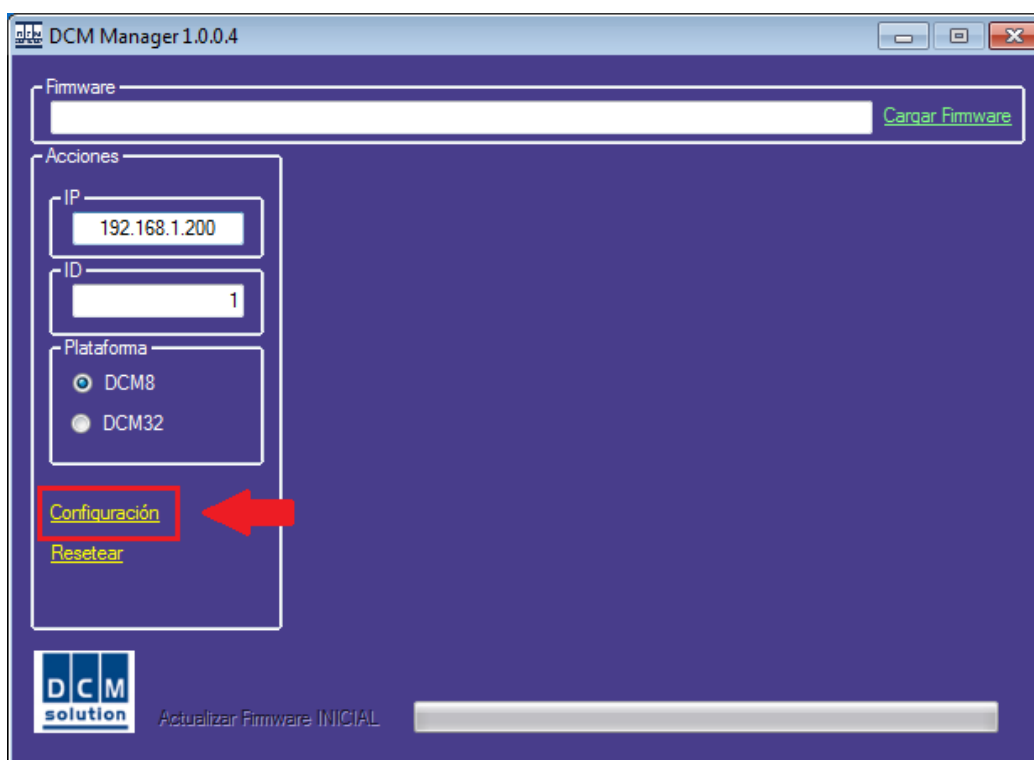 DCM Manager 1.0.0.4
Firmware
Cargar Firmware
Acciones
IP
192.168.1.200
ID
1
Plataforma
DCM8
DCM32
Configuración
Resetear
DCM
solution
Actualizar Firmware INICIAL